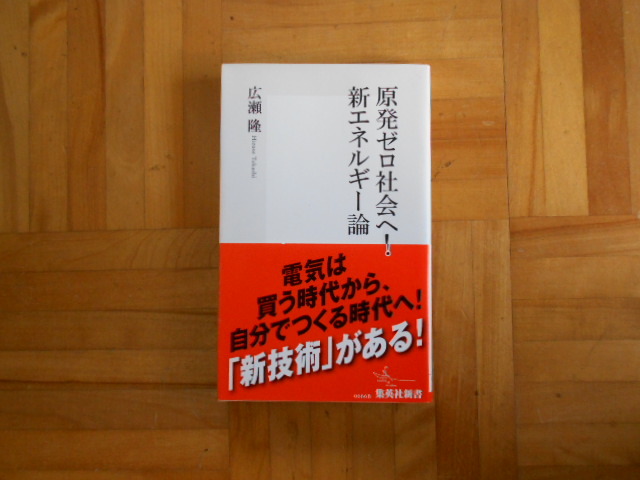 原発ゼロ社会へ!
新エネルギー論
広瀬 隆
Hirose Takashi
電気は
買う時代から、
自分でつくる時代へ!
「新技術」がある!
集英社新書